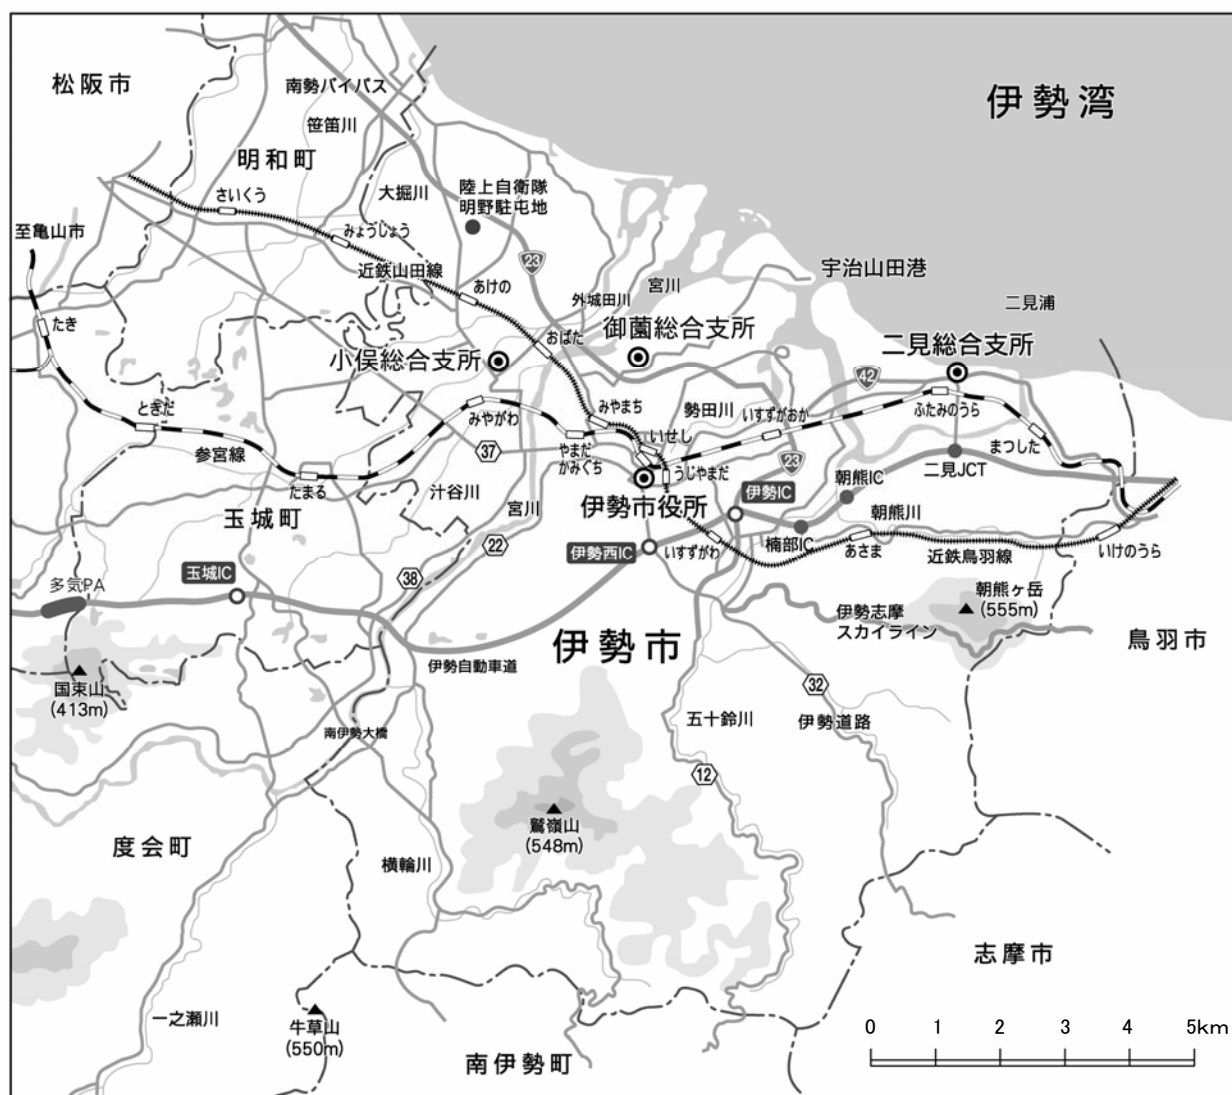 松阪市
伊勢湾
南勢バイパス
笹笛川
明和町
大堀川
陸上自衛隊
明野駐屯地
さいくう
みょうじょう
至亀山市
近鉄山田線
23
宇治山田港
あけの
外城田川
宮川
二見浦
たき
おばた
御薗総合支所
小俣総合支所
二見総合支所
42
ときだ
みやがわ
みやまち
勢田川
いすずがおか
ふたみのうら
参宮線
37
やまだ
かみくち
いせし
まつした
たまる
汁谷川
うじやまだ
23
朝熊IC
二見JCT
玉城町
宮川
伊勢市役所
伊勢IC
朝熊川
22
伊勢西IC
いすずがわ
楠部IC
あさま
近鉄鳥羽線
いけのうら
多気PA
玉城IC
38
朝熊ヶ岳
(555m)
伊勢志摩
スカイライン
伊勢市
鳥羽市
伊勢自動車道
国束山
(413m)
32
南伊勢大橋
五十鈴川
伊勢道路
12
鷲嶺山
(548m)
度会町
横輪川
志摩市
一之瀬川
牛草山
(550m)
南伊勢町
0 1 2 3 4 5km